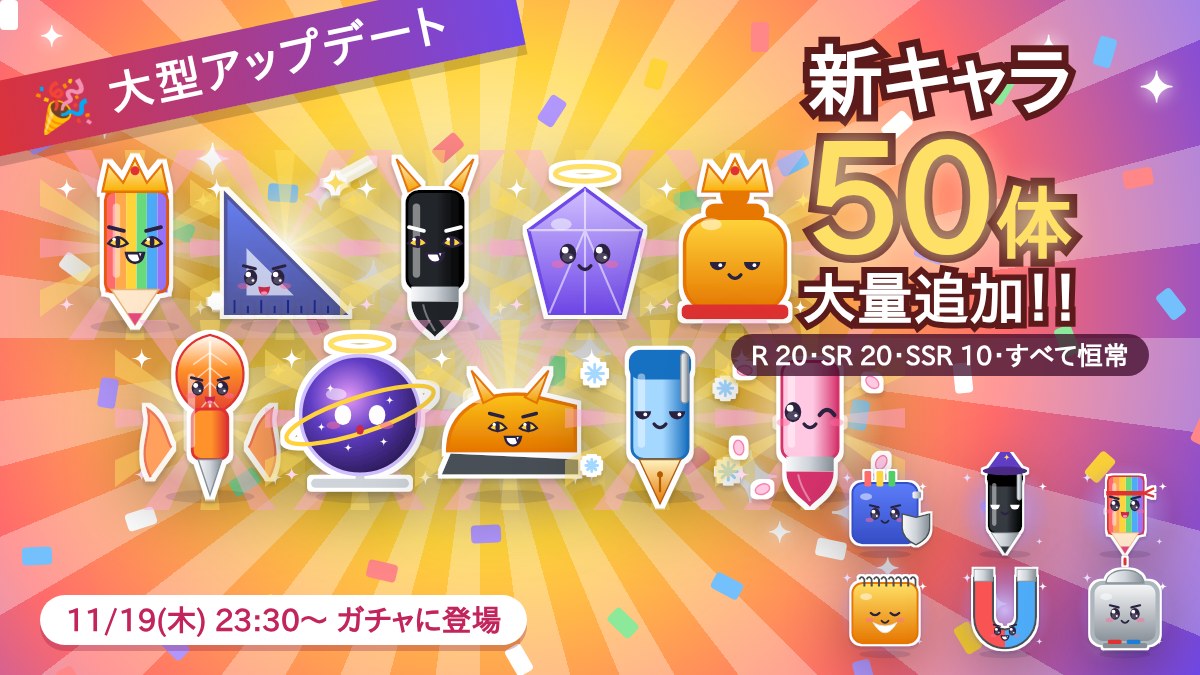 大型アップデート
新キャラ
50体
大量追加!!
R 20・SR 20・SSR 10・すべて恒常
11/19(木) 23:30〜 ガチャに登場